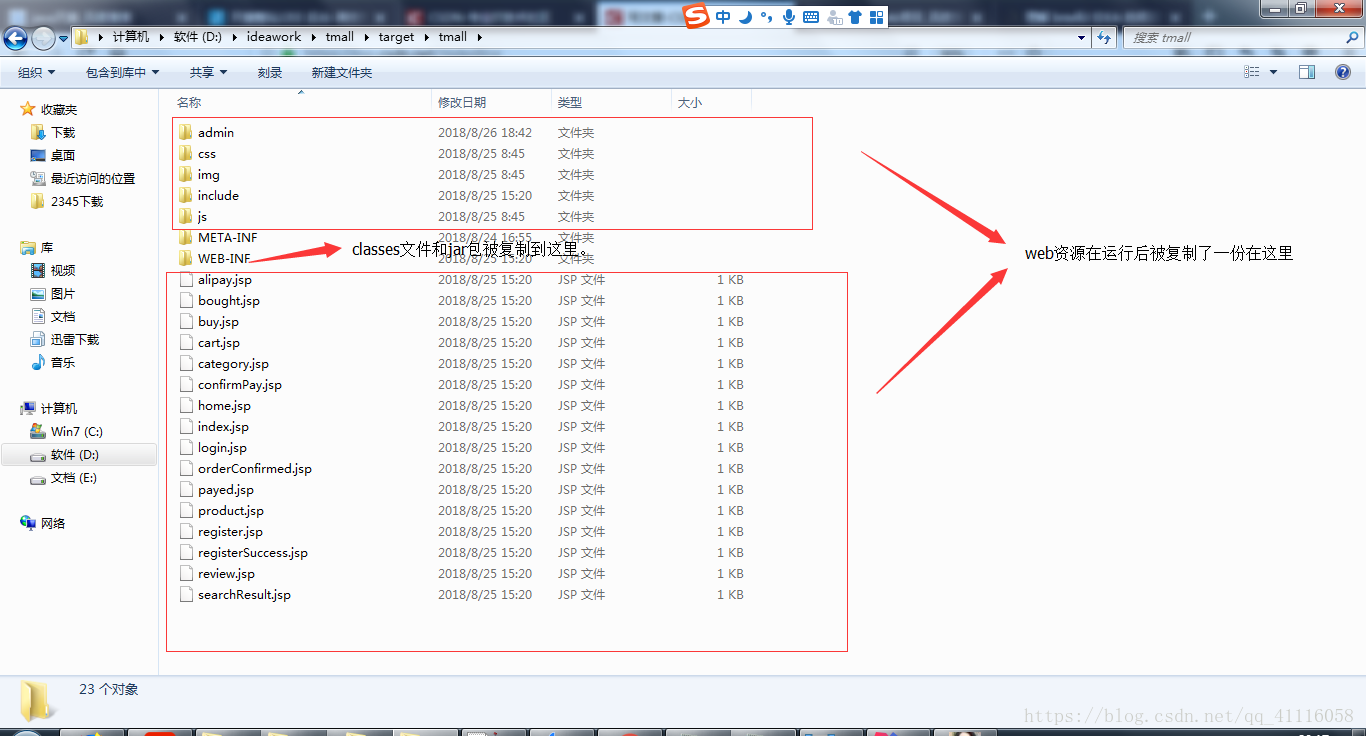 中
计算机 软件 (D:) ideawork tmall target tmall
搜索 tmall
组织 包含到库中 共享 刻录 新建文件夹
名称 修改日期 类型 大小
收藏夹
下载
桌面
最近访问的位置
2345下载
库
视频
图片
文档
迅雷下载
音乐
计算机
Win7 (C:)
软件 (D:)
文档 (E:)
网络
admin 2018/8/26 18:42 文件夹
css 2018/8/25 8:45 文件夹
img 2018/8/25 8:45 文件夹
include 2018/8/25 15:20 文件夹
js 2018/8/25 8:45 文件夹
META-INF 2018/8/24 16:55 文件夹
WEB-INF 2018/8/25 15:20 文件夹
classes文件和jar包被复制到这里。
web资源在运行后被复制了一份在这里
alipay.jsp 2018/8/25 15:20 JSP 文件 1 KB
bought.jsp 2018/8/25 15:20 JSP 文件 1 KB
buy.jsp 2018/8/25 15:20 JSP 文件 1 KB
cart.jsp 2018/8/25 15:20 JSP 文件 1 KB
category.jsp 2018/8/25 15:20 JSP 文件 1 KB
confirmPay.jsp 2018/8/25 15:20 JSP 文件 1 KB
home.jsp 2018/8/25 15:20 JSP 文件 1 KB
index.jsp 2018/8/25 15:20 JSP 文件 1 KB
login.jsp 2018/8/25 15:20 JSP 文件 1 KB
orderConfirmed.jsp 2018/8/25 15:20 JSP 文件 1 KB
payed.jsp 2018/8/25 15:20 JSP 文件 1 KB
product.jsp 2018/8/25 15:20 JSP 文件 1 KB
register.jsp 2018/8/25 15:20 JSP 文件 1 KB
registerSuccess.jsp 2018/8/25 15:20 JSP 文件 1 KB
review.jsp 2018/8/25 15:20 JSP 文件 1 KB
searchResult.jsp 2018/8/25 15:20 JSP 文件 1 KB
23 个对象
https://blog.csdn.net/qq_41116058